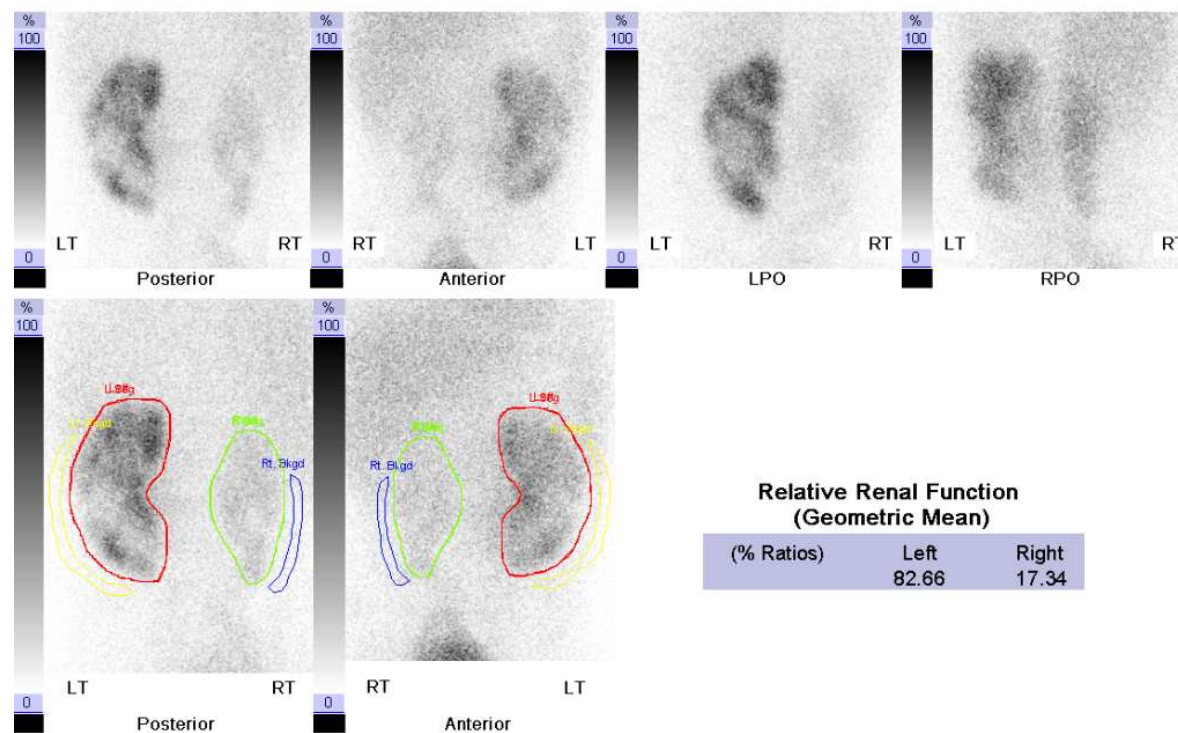 %
100
0
LT
RT
Posterior
%
100
0
RT
LT
Anterior
%
100
0
LT
RT
LPO
%
100
0
LT
RT
RPO
%
100
0
Rt. Bkgd
LT
RT
Posterior
%
100
0
Rt. Bkgd
RT
LT
Anterior
Relative Renal Function
(Geometric Mean)
(% Ratios) Left Right
82.66 17.34